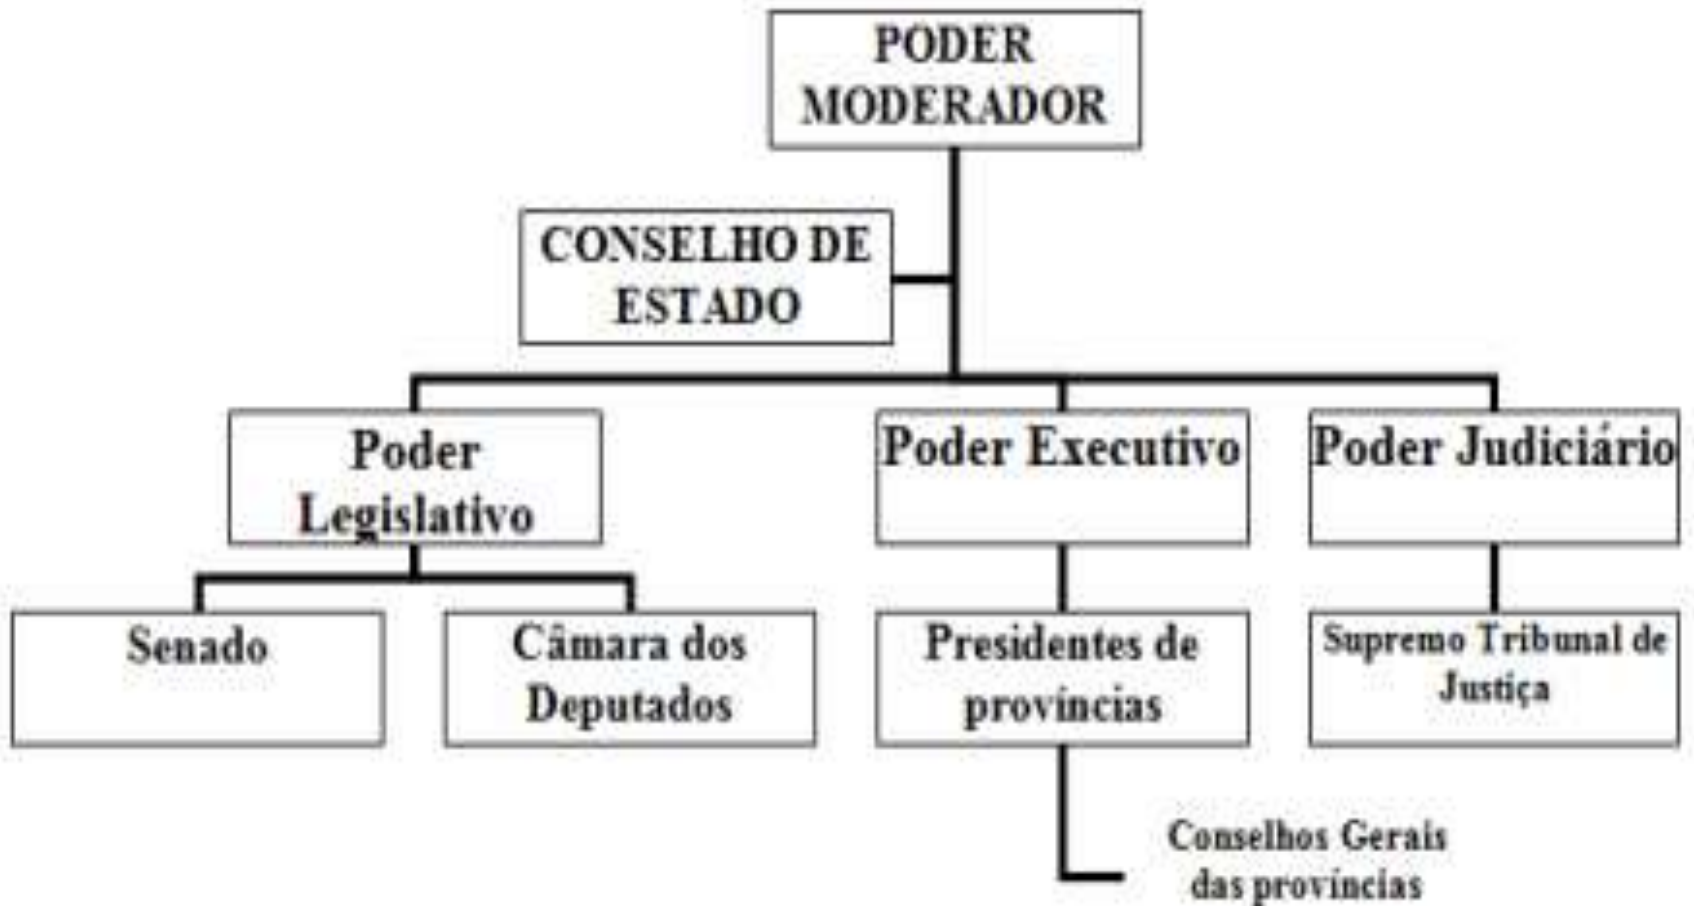 PODER
MODERADOR
CONSELHO DE
ESTADO
Poder
Legislativo
Poder Executivo
Poder Judiciário
Senado
Câmara dos
Deputados
Presidentes de
províncias
Supremo Tribunal de
Justiça
Conselhos Gerais
das províncias